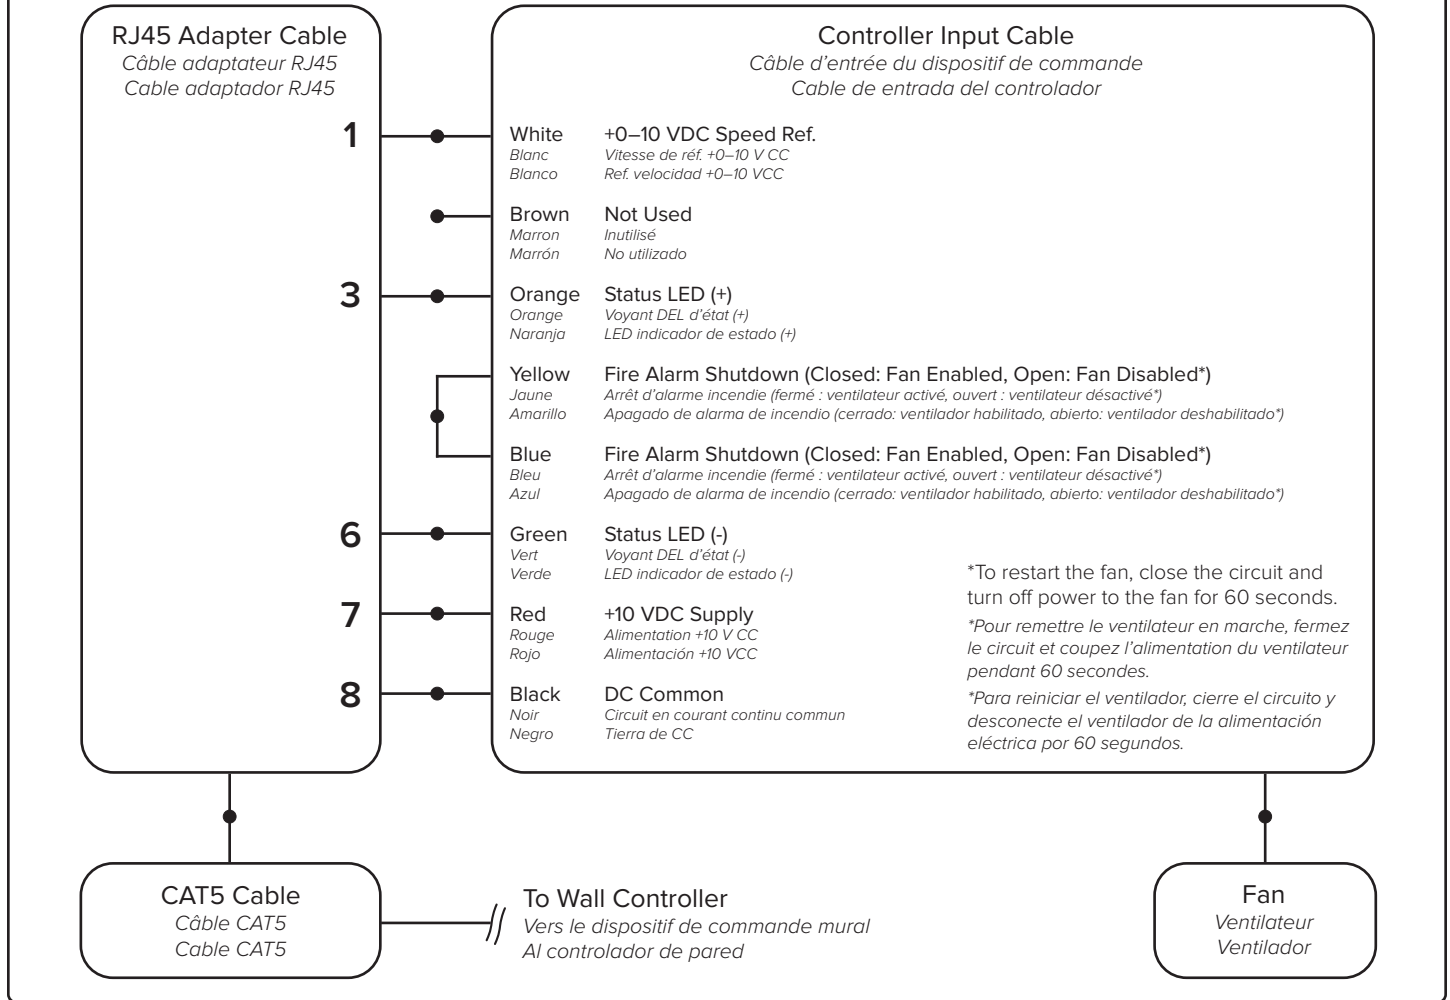 RJ45 Adapter Cable
Câble adaptateur RJ45
Cable adaptador RJ45
Controller Input Cable
Câble d’entrée du dispositif de commande
Cable de entrada del controlador
1
White +0–10 VDC Speed Ref.
Blanc Vitesse de réf. +0–10 V CC
Blanco Ref. velocidad +0–10 VCC
Brown Not Used
Marron Inutilisé
Marrón No utilizado
3
Orange Status LED (+)
Orange Voyant DEL d’état (+)
Naranja LED indicador de estado (+)
Yellow Fire Alarm Shutdown (Closed: Fan Enabled, Open: Fan Disabled*)
Jaune Arrêt d’alarme incendie (fermé : ventilateur activé, ouvert : ventilateur désactivé*)
Amarillo Apagado de alarma de incendio (cerrado: ventilador habilitado, abierto: ventilador deshabilitado*)
Blue Fire Alarm Shutdown (Closed: Fan Enabled, Open: Fan Disabled*)
Bleu Arrêt d’alarme incendie (fermé : ventilateur activé, ouvert : ventilateur désactivé*)
Azul Apagado de alarma de incendio (cerrado: ventilador habilitado, abierto: ventilador deshabilitado*)
6
Green Status LED (-)
Vert Voyant DEL d’état (-)
Verde LED indicador de estado (-)
7
Red +10 VDC Supply
Rouge Alimentation +10 V CC
Rojo Alimentación +10 VCC
8
Black DC Common
Noir Circuit en courant continu commun
Negro Tierra de CC
*To restart the fan, close the circuit and
turn off power to the fan for 60 seconds.
*Pour remettre le ventilateur en marche, fermez
le circuit et coupez l’alimentation du ventilateur
pendant 60 secondes.
*Para reiniciar el ventilador, cierre el circuito y
desconecte el ventilador de la alimentación
eléctrica por 60 segundos.
CAT5 Cable
Câble CAT5
Cable CAT5
To Wall Controller
Vers le dispositif de commande mural
Al controlador de pared
Fan
Ventilateur
Ventilador